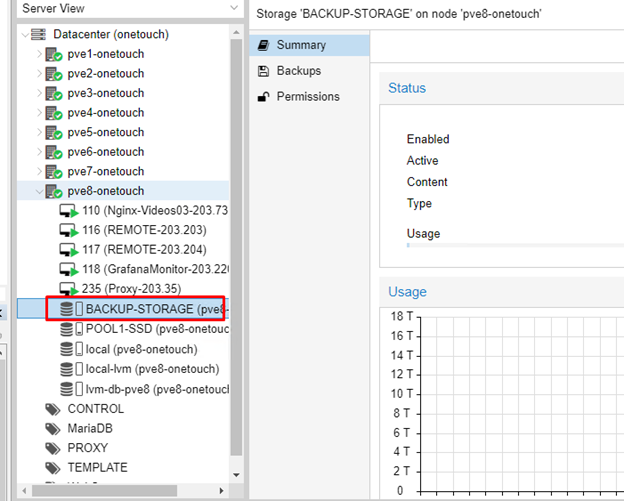 Server View
Datacenter (onetouch)
pve1-onetouch
pve2-onetouch
pve3-onetouch
pve4-onetouch
pve5-onetouch
pve6-onetouch
pve7-onetouch
pve8-onetouch
110 (Nginx-Videos03-203.73
116 (REMOTE-203.203)
117 (REMOTE-203.204)
118 (GrafanaMonitor-203.220
235 (Proxy-203.35)
BACKUP-STORAGE (pve8-
POOL1-SSD (pve8-onetouc
local (pve8-onetouch)
local-lvm (pve8-onetouch)
lvm-db-pve8 (pve8-onetouch
CONTROL
MariaDB
PROXY
TEMPLATE
Storage 'BACKUP-STORAGE' on node 'pve8-onetouch'
Summary
Backups
Permissions
Status
Enabled
Active
Content
Type
Usage
Usage
18 T
16 T
14 T
12 T
10 T
8 T
6 T
4 T
2 T
0